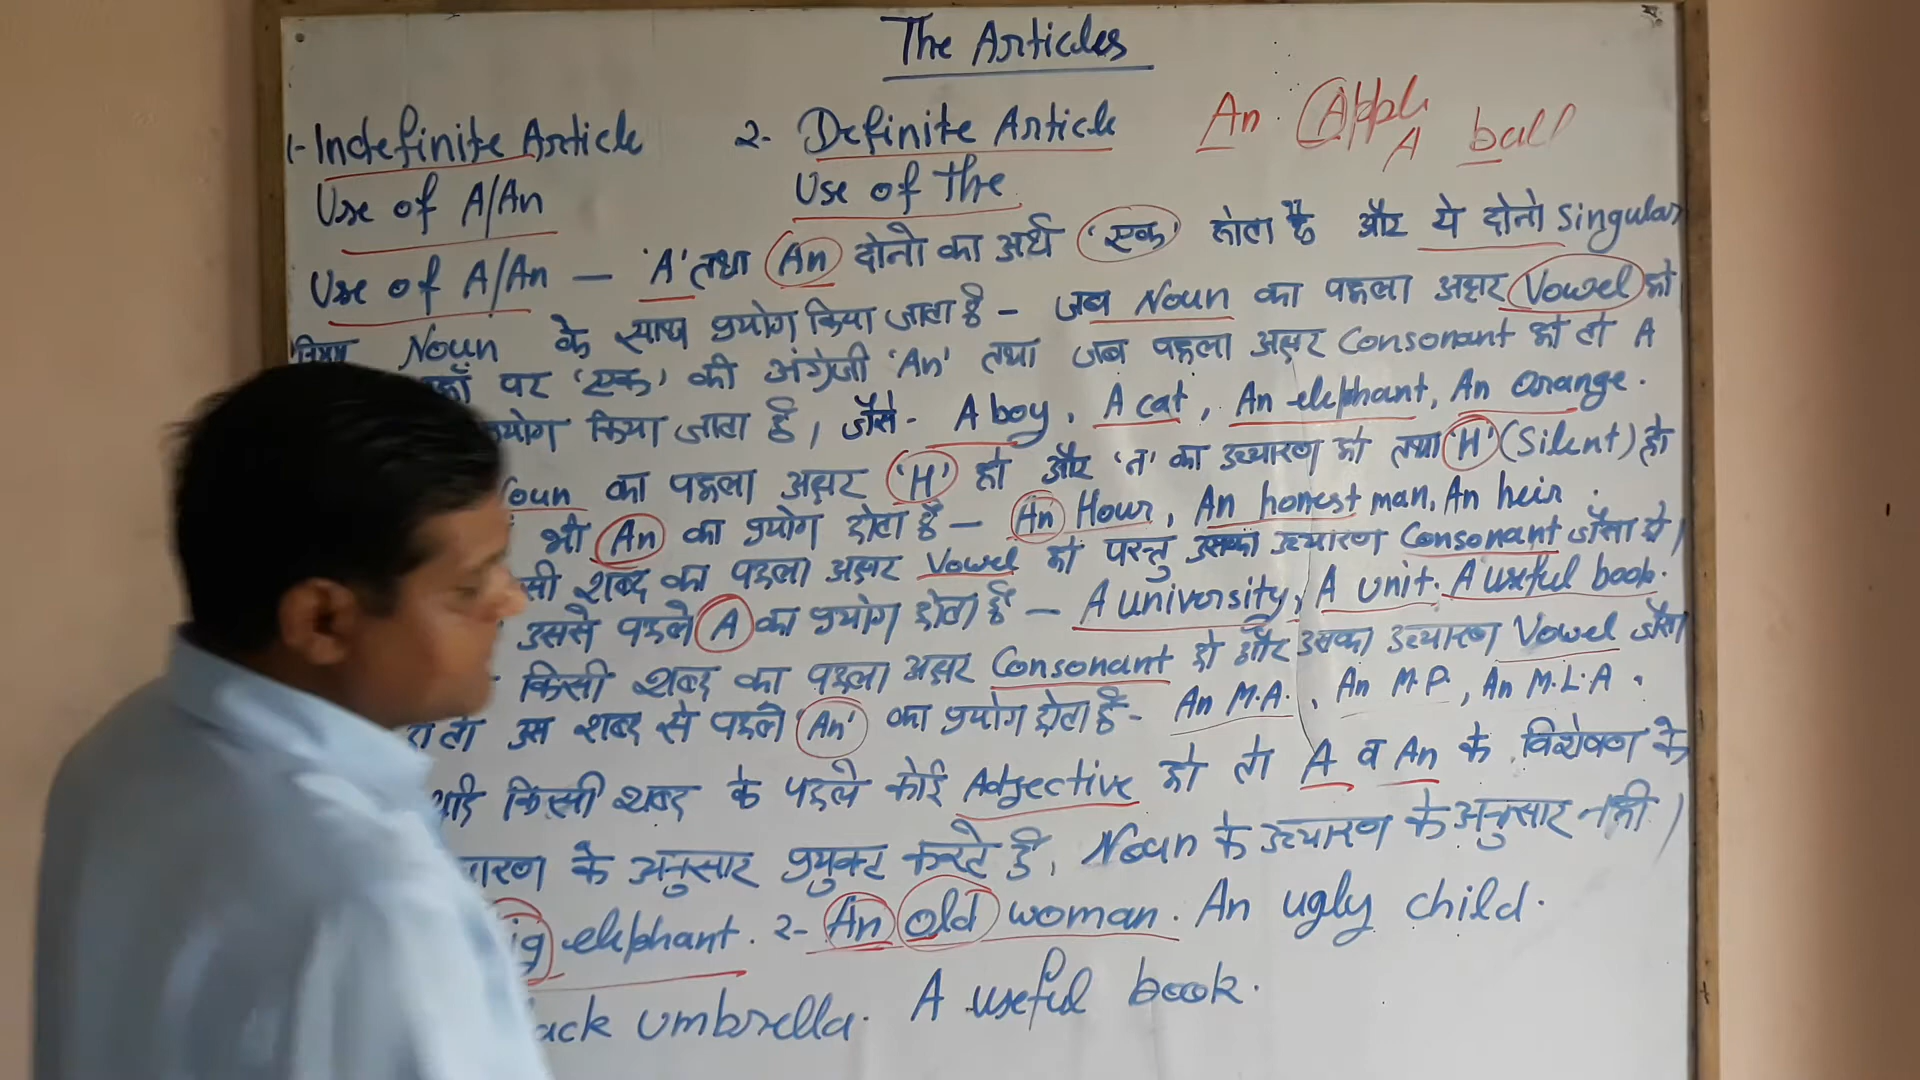 The Articles
1- Indefinite Article 2- Definite Article An Apple A ball
Use of A/An Use of The
Use of A/An – 'A' तथा An दोनो का अर्थ 'एक' होता है और ये दोनो Singular
नियम Noun के साथ प्रयोग किया जाता है – जब Noun का पहला अक्षर Vowel हो
पर 'एक' की अंग्रेजी 'An' तथा जब पहला अक्षर Consonant हो तो A
किया जाता है, जैसे- A boy, A cat, An elephant, An Orange.
का पहला अक्षर 'H' हो और का उच्चारण हो तथा 'H' (Silent) हो
भी An का प्रयोग होता है – An Hour, An honest man, An heir.
शब्द का पहला अक्षर Vowel हो परन्तु उसका उच्चारण Consonant जैसा हो।
उससे पहले A का प्रयोग होता है – A university, A unit. A useful book.
किसी शब्द का पहला अक्षर Consonant हो और उसका उच्चारण Vowel जैसा
तो उस शब्द से पहले 'An' का प्रयोग होता है- An M.A., An M.P., An M.L.A.
किसी शब्द के पहले कोई Adjective हो तो A व An के विशेषण के
के अनुसार प्रयुक्त करते है, Noun के उच्चारण के अनुसार नही।
elephant. 2- An old woman. An ugly child.
umbrella. A useful book.